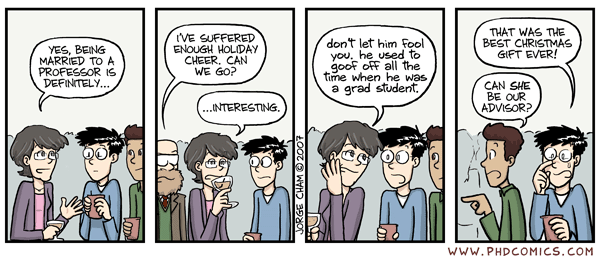 YES, BEING
MARRIED TO A
PROFESSOR IS
DEFINITELY...
I'VE SUFFERED
ENOUGH HOLIDAY
CHEER. CAN
WE GO?
...INTERESTING.
JORGE CHAM © 2007
don't let him fool
you. he used to
goof off all the
time when he was
a grad student.
THAT WAS THE
BEST CHRISTMAS
GIFT EVER!
CAN SHE
BE OUR
ADVISOR?
WWW.PHDCOMICS.COM